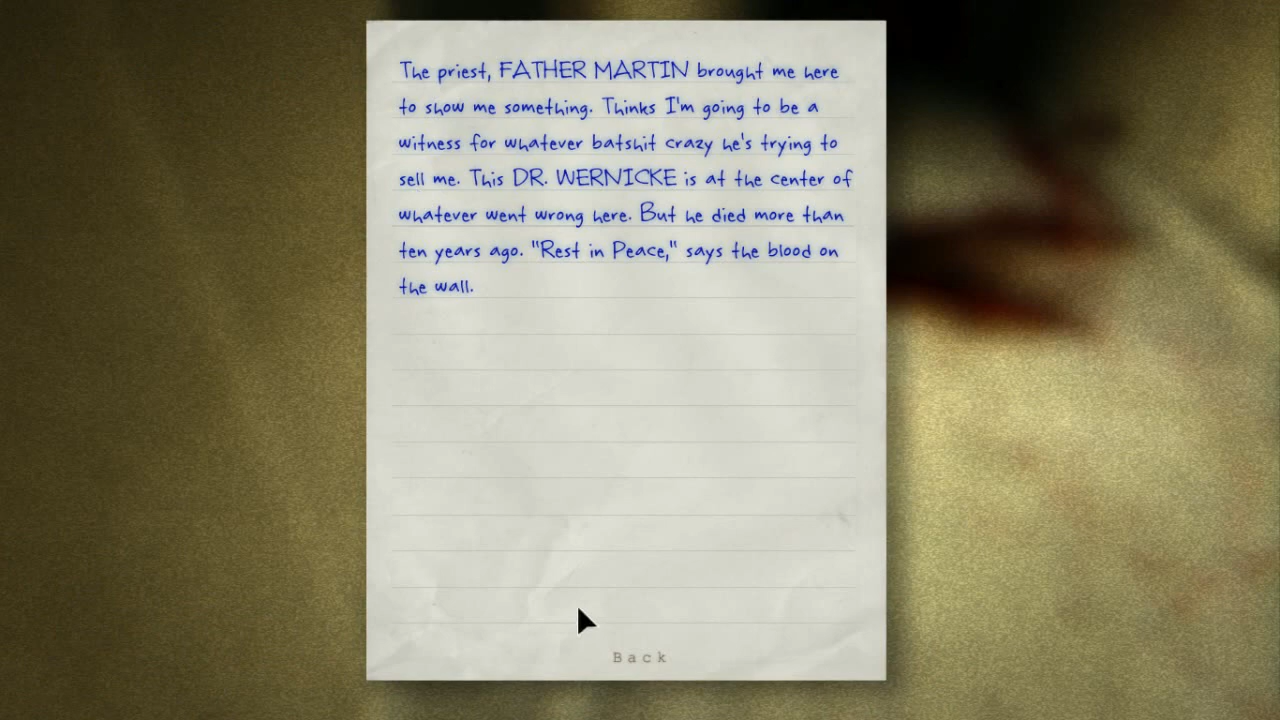 The priest, FATHER MARTIN brought me here
to show me something. Thinks I'm going to be a
witness for whatever batshit crazy he's trying to
sell me. This DR. WERNICKE is at the center of
whatever went wrong here. But he died more than
ten years ago. "Rest in Peace," says the blood on
the wall.
Back